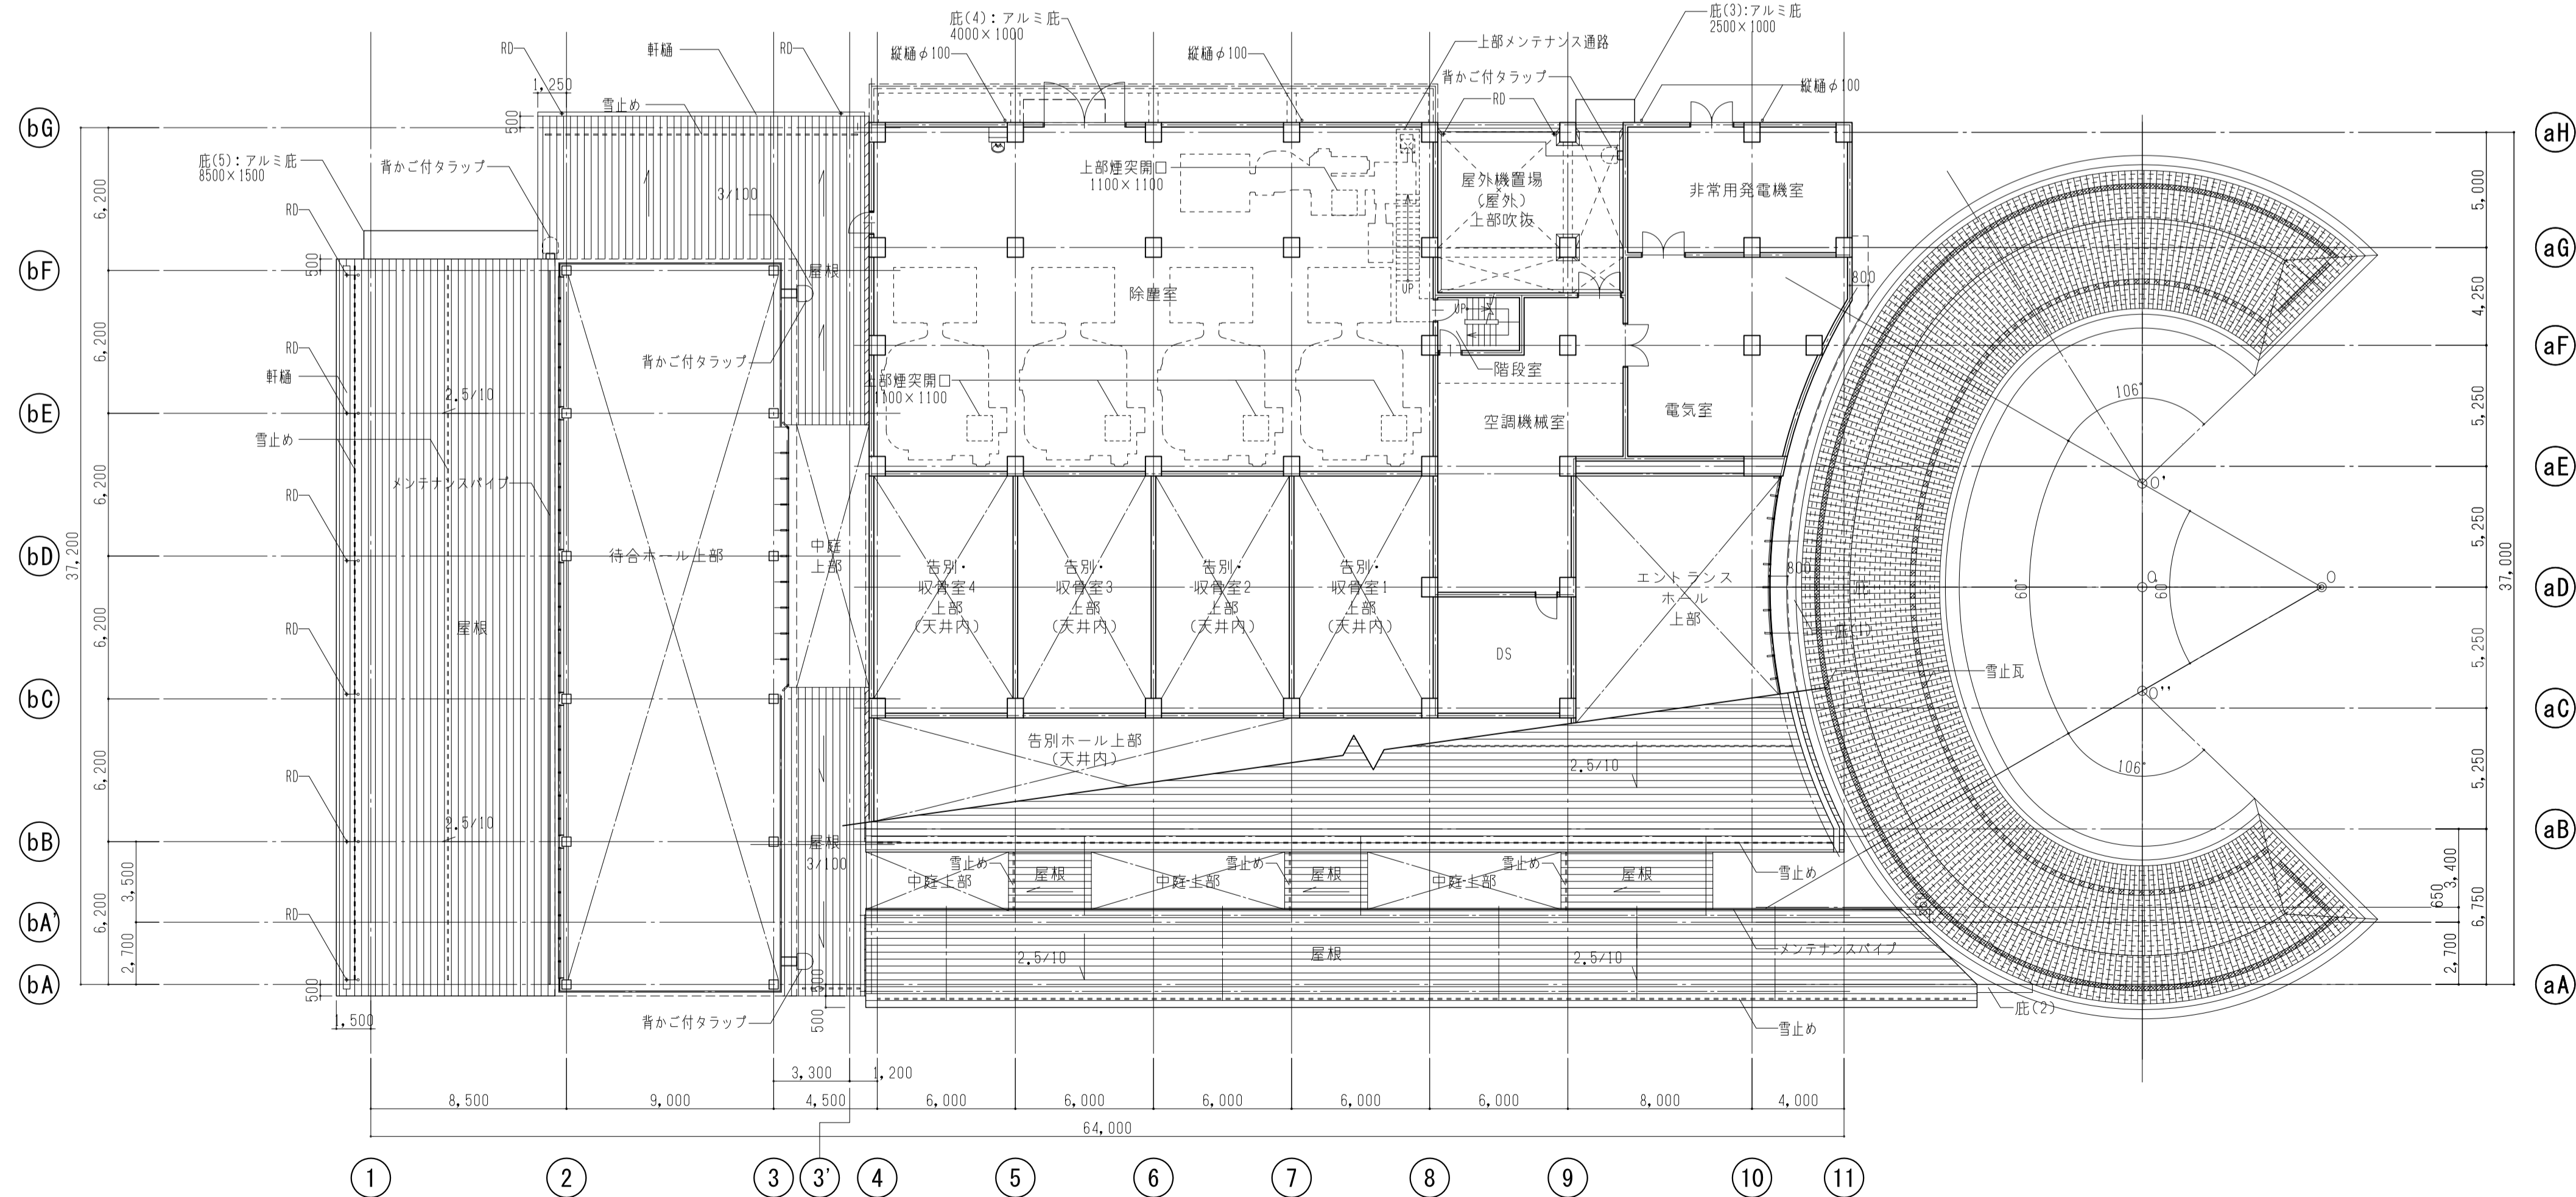 庇(4):アルミ庇
4000×1000
庇(3):アルミ庇
2500×1000
RD
軒樋
RD
縦樋φ100
縦樋φ100
上部メンテナンス通路
背かご付タラップ
RD
縦樋φ100
1,250
雪止め
500
bG
aH
庇(5):アルミ庇
8500×1500
背かご付タラップ
3/100
上部煙突開口
1100×1100
屋外機置場
(屋外)
上部吹抜
非常用発電機室
6,200
5,000
RD
bF
500
屋根
除塵室
UP
800
aG
4,250
UP
6,200
RD
軒樋
背かご付タラップ
階段室
aF
106°
2.5/10
上部煙突開口
1100×1100
bE
電気室
空調機械室
5,250
雪止め
メンテナンスパイプ
aE
O'
6,200
RD
37,200
5,250
bD
待合ホール上部
中庭
上部
告別・
収骨室4
上部
(天井内)
告別・
収骨室3
上部
(天井内)
告別・
収骨室2
上部
(天井内)
告別・
収骨室1
上部
(天井内)
エントランス
ホール
上部
800
60°
O
60°
O
aD
37,000
6,200
RD
屋根
DS
庇(1)
5,250
雪止瓦
bC
O''
aC
告別ホール上部
(天井内)
6,200
RD
2.5/10
106°
5,250
2.5/10
bB
屋根
3/100
aB
雪止め
中庭上部
屋根
雪止め
中庭上部
屋根
雪止め
中庭上部
屋根
雪止め
3,500
6,200
3,400
650
6,750
RD
bA'
aA'
メンテナンスパイプ
屋根
2.5/10
2.5/10
2,700
2,700
bA
500
500
aA
1,500
背かご付タラップ
500
庇(2)
雪止め
3,300
1,200
8,500
9,000
4,500
6,000
6,000
6,000
6,000
6,000
8,000
4,000
64,000
1
2
3
3'
4
5
6
7
8
9
10
11